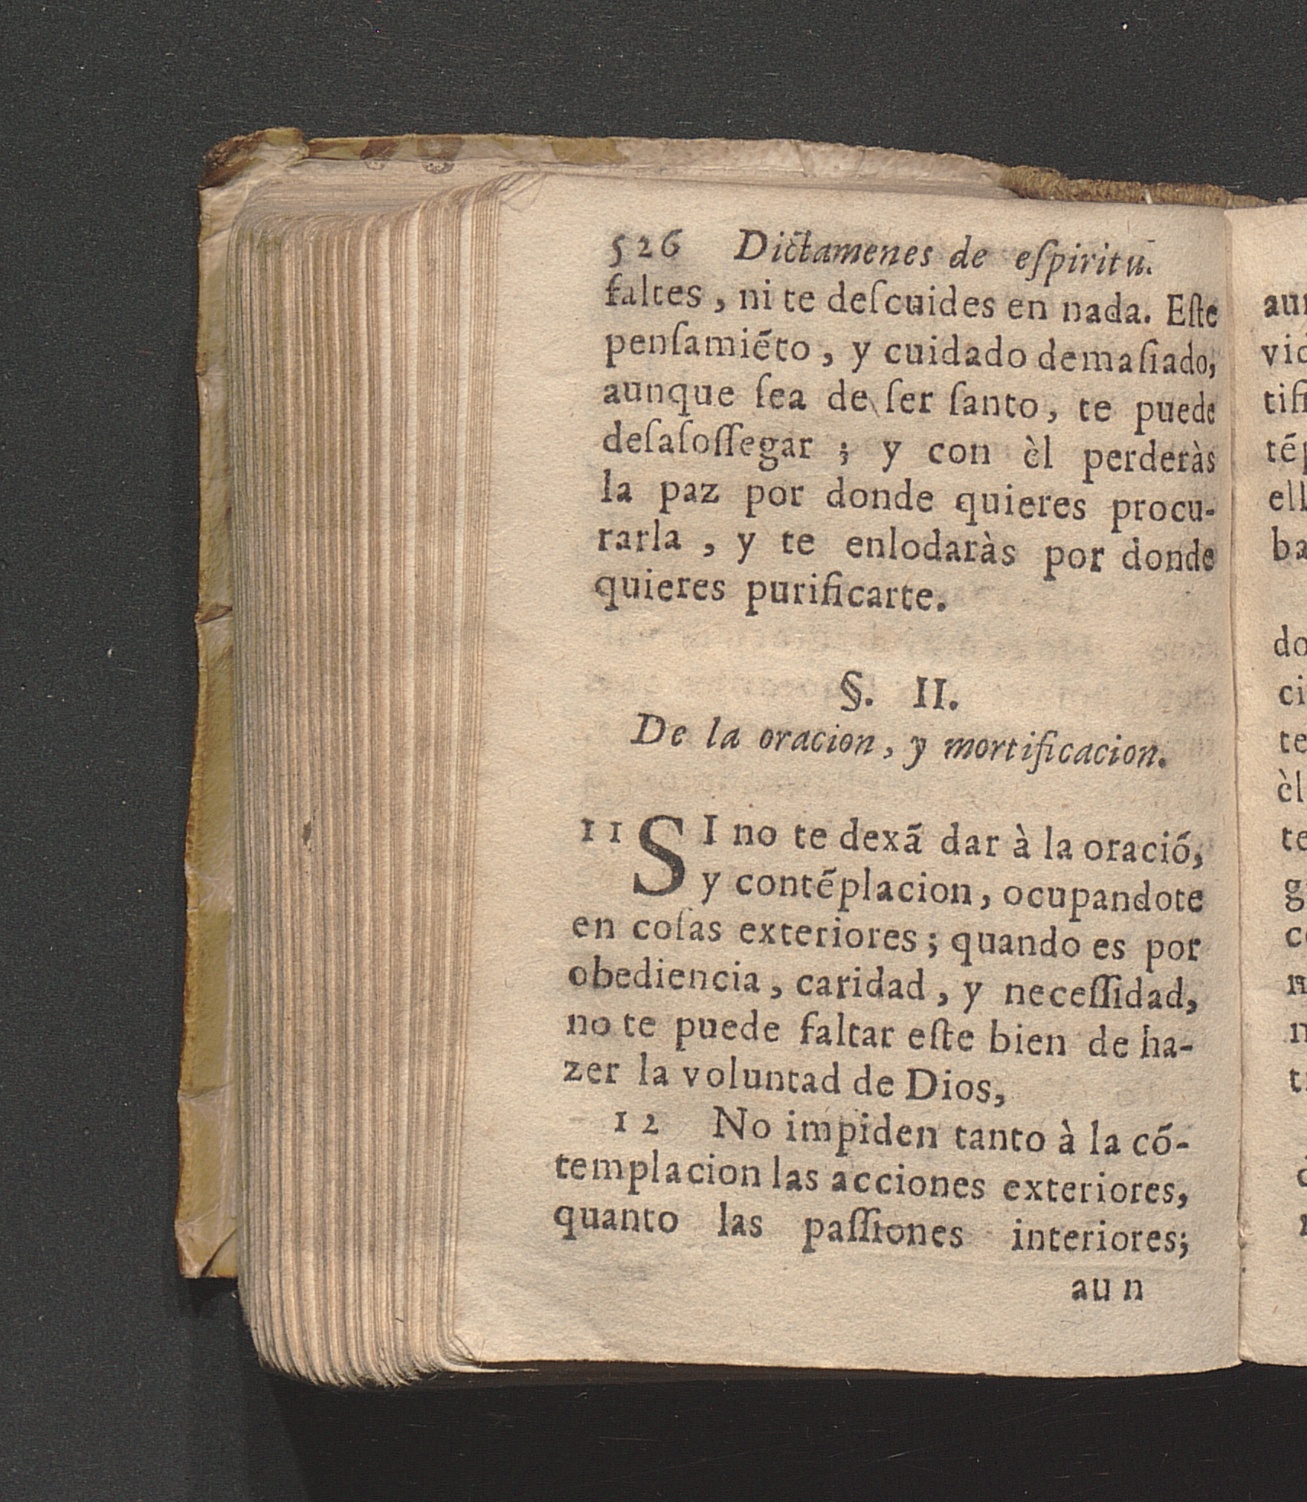 526 Dictamenes de eſpiritu.
faltes, ni te deſcuides en nada. Eſte
penſamiẽto, y cuidado demaſiado,
aunque ſea de ſer ſanto, te puede
deſaſoſſegar; y con èl perderàs
la paz por donde quieres procu-
rarla, y te enlodaràs por donde
quieres purificarte.
§. II.
De la oracion, y mortificacion.
11 SI no te dexã dar à la oraciõ,
y contẽplacion, ocupandote
en coſas exteriores; quando es por
obediencia, caridad, y neceſſidad,
no te puede faltar eſte bien de ha-
zer la voluntad de Dios,
12 No impiden tanto à la cõ-
templacion las acciones exteriores,
quanto las paſſiones interiores;
aun